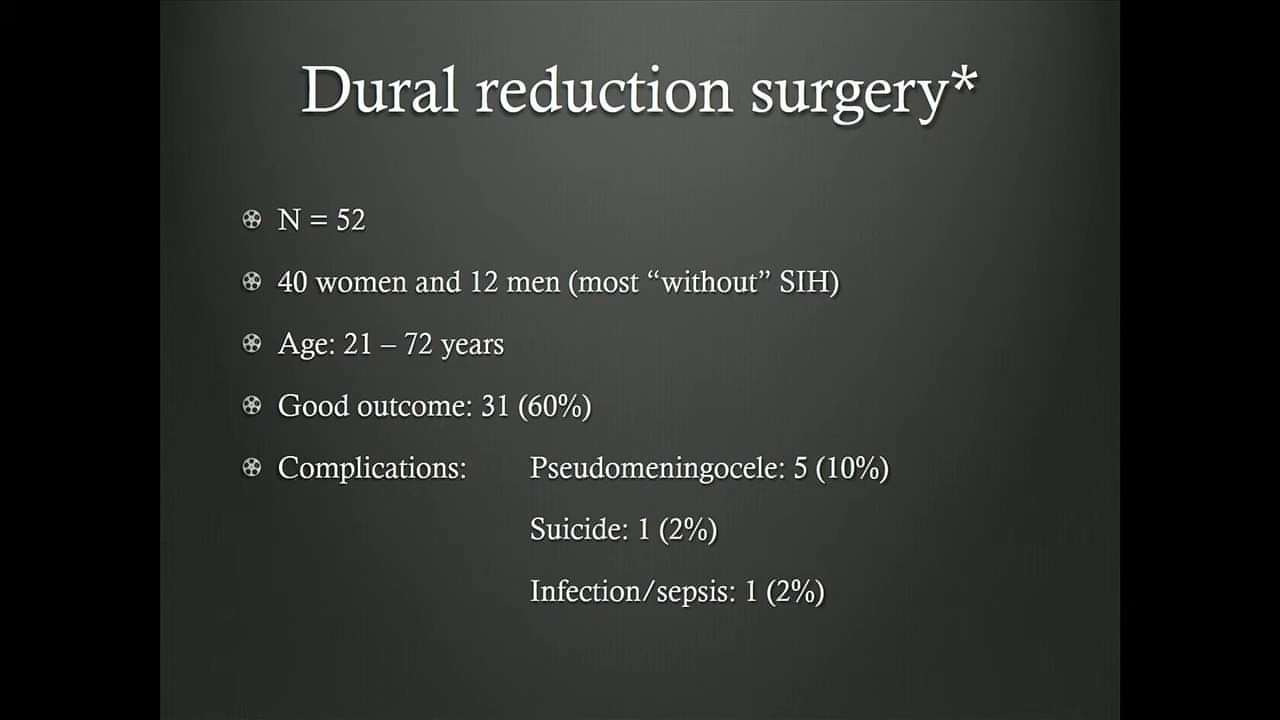 Dural reduction surgery*
N = 52
40 women and 12 men (most “without” SIH)
Age: 21 – 72 years
Good outcome: 31 (60%)
Complications: Pseudomeningocele: 5 (10%)
Suicide: 1 (2%)
Infection/sepsis: 1 (2%)